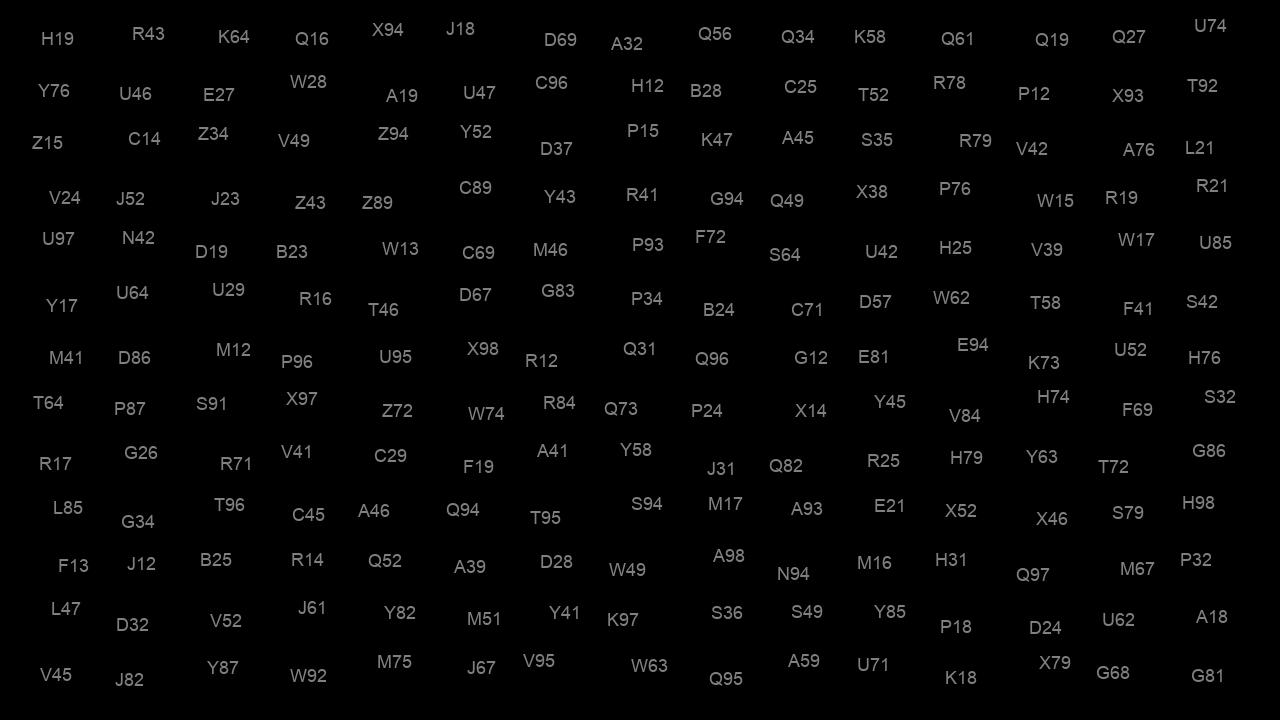 H19 R43 K64 Q16 X94 J18 D69 A32 Q56 Q34 K58 Q61 Q19 Q27 U74
Y76 U46 E27 W28 A19 U47 C96 H12 B28 C25 T52 R78 P12 X93 T92
Z15 C14 Z34 V49 Z94 Y52 D37 P15 K47 A45 S35 R79 V42 A76 L21
V24 J52 J23 Z43 Z89 C89 Y43 R41 G94 Q49 X38 P76 W15 R19 R21
U97 N42 D19 B23 W13 C69 M46 P93 F72 S64 U42 H25 V39 W17 U85
Y17 U64 U29 R16 T46 D67 G83 P34 B24 C71 D57 W62 T58 F41 S42
M41 D86 M12 P96 U95 X98 R12 Q31 Q96 G12 E81 E94 K73 U52 H76
T64 P87 S91 X97 Z72 W74 R84 Q73 P24 X14 Y45 V84 H74 F69 S32
R17 G26 R71 V41 C29 F19 A41 Y58 J31 Q82 R25 H79 Y63 T72 G86
L85 G34 T96 C45 A46 Q94 T95 S94 M17 A93 E21 X52 X46 S79 H98
F13 J12 B25 R14 Q52 A39 D28 W49 A98 N94 M16 H31 Q97 M67 P32
L47 D32 V52 J61 Y82 M51 Y41 K97 S36 S49 Y85 P18 D24 U62 A18
V45 J82 Y87 W92 M75 J67 V95 W63 Q95 A59 U71 K18 X79 G68 G81